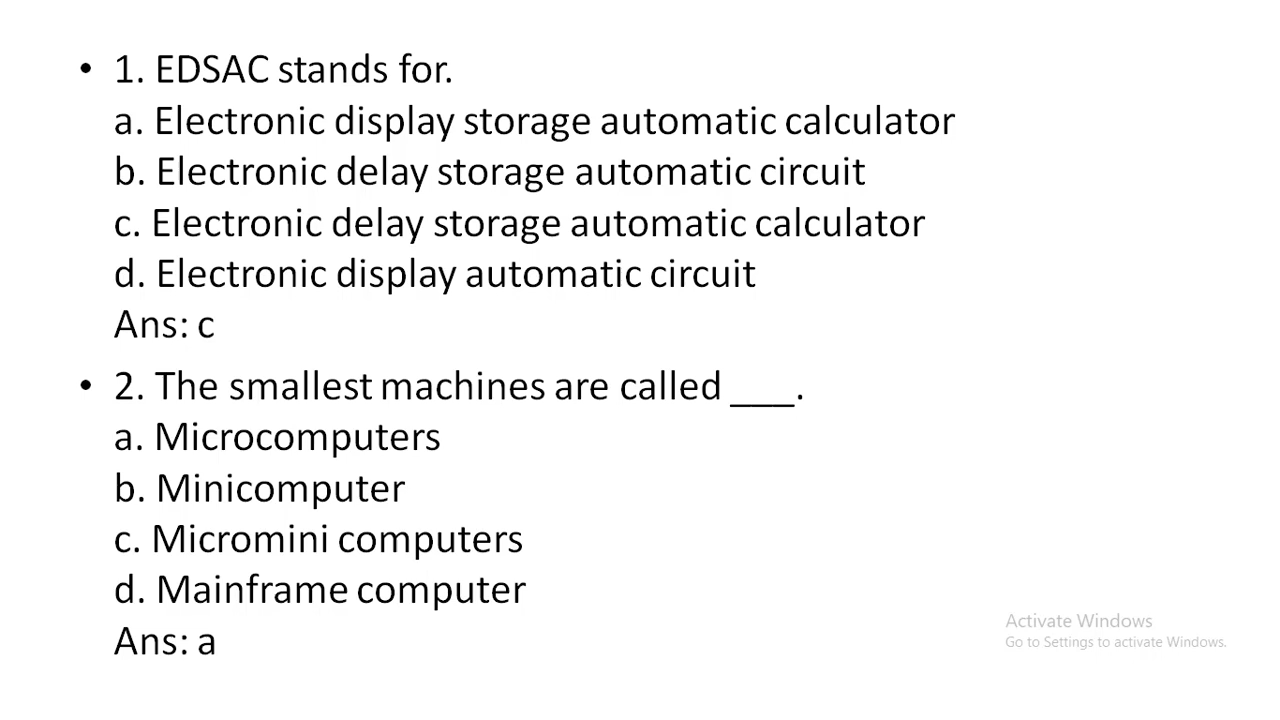 • 1. EDSAC stands for.
a. Electronic display storage automatic calculator
b. Electronic delay storage automatic circuit
c. Electronic delay storage automatic calculator
d. Electronic display automatic circuit
Ans: c
• 2. The smallest machines are called ___.
a. Microcomputers
b. Minicomputer
c. Micromini computers
d. Mainframe computer
Ans: a
Activate Windows
Go to Settings to activate Windows.